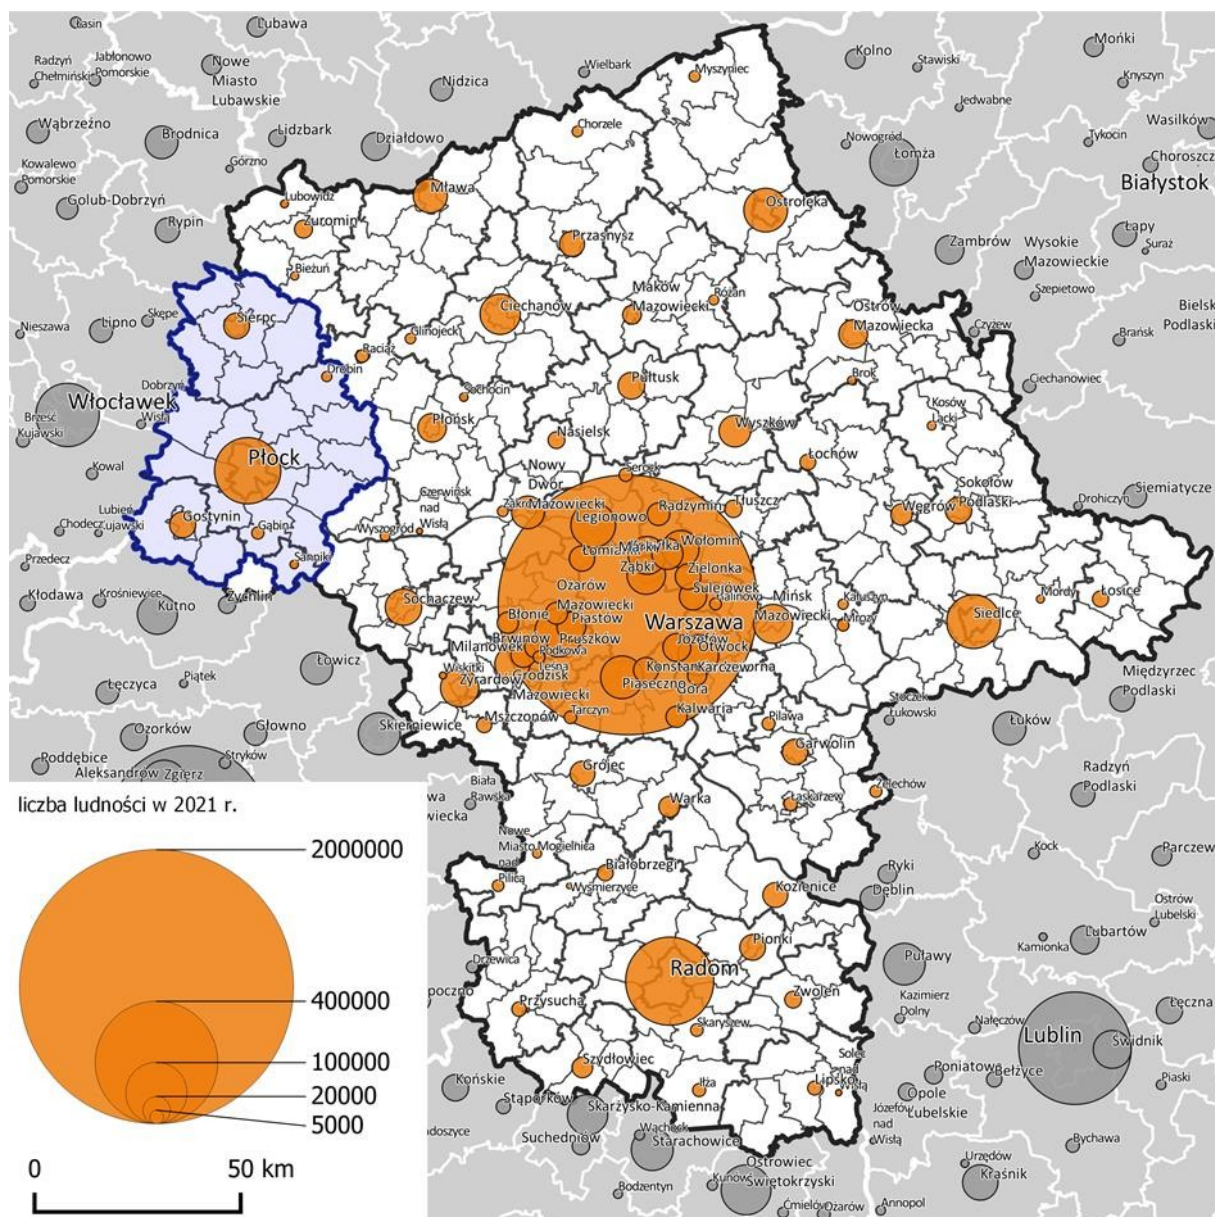 Łasin
Lubawa
Radzyń
Chełmiński
Jabłonowo
Pomorskie
Nowe
Miasto
Lubawskie
Nidzica
Wielbark
Myszyniec
Kolno
Stawiski
Mońki
Knyszyn
Jedwabne
Wąbrzeźno
Brodnica
Lidzbark
Działdowo
Chorzele
Nowogród
Łomża
Tykocin
Wasilków
Choroszcz
Białystok
Kowalewo
Pomorskie
Górzno
Golub-Dobrzyń
Rypin
Lubowidz
Żuromin
Mława
Ostrołęka
Przasnysz
Zambrów
Wysokie
Mazowieckie
Łapy
Suraż
Szepietowo
Bieżuń
Maków
Mazowiecki
Różan
Ciechanów
Ostrów
Mazowiecka
Czyżew
Brańsk
Bielsk
Podlaski
Nieszawa
Lipno
Skępe
Sierpc
Glinojeck
Raciąż
Drobin
Sochocin
Pułtusk
Brok
Ciechanowiec
Włocławek
Dobrzyń
Wisłą
Brześć
Kujawski
Kowal
Płock
Płońsk
Nasielsk
Wyszków
Kosów
Lacki
Łochów
Nowy
Dwór
Mazowiecki
Serock
Sokołów
Podlaski
Drohiczyn
Siemiatycze
Lubień
Kujawski
Chodecz
Gostynin
Gąbin
Czerwińsk
nad
Wisłą
Wyszogród
Legionowo
Radzymin
Tłuszcz
Węgrów
Przedecz
Sanniki
Łomianki
Marki
Wołomin
Ząbki
Zielonka
Kłodawa
Krośniewice
Kutno
Żychlin
Sochaczew
Ożarów
Mazowiecki
Sulejówek
Halinów
Mińsk
Mazowiecki
Kałuszyn
Mrozy
Siedlce
Mordy
Łosice
Błonie
Piastów
Warszawa
Brwinów
Pruszków
Józefów
Otwock
Milanówek
Podkowa
Leśna
Łowicz
Wiskitki
Żyrardów
Grodzisk
Mazowiecki
Piaseczno
Karczew
Góra
Kalwaria
Międzyrzec
Podlaski
Łęczyca
Piątek
Skierniewice
Mszczonów
Tarczyn
Pilawa
Stoczek
Łukowski
Łuków
Ozorków
Głowno
Garwolin
Poddębice
Aleksandrów
Zgierz
Stryków
Biała
Rawska
Grójec
Żelechów
Radzyń
Podlaski
liczba ludności w 2021 r.
Warka
Łaskarzew
Nowe
Miasto
nad
Pilicą
Mogielnica
Białobrzegi
Wyśmierzyce
Kock
Parczew
Ryki
Dęblin
Kozienice
Ostrów
Lubelski
Kamionka
Lubartów
2000000
Drzewica
Radom
Pionki
Puławy
Przysucha
Zwoleń
Kazimierz
Dolny
Nałęczów
Łęczna
400000
Skaryszew
Lublin
Świdnik
100000
Szydłowiec
Solec
nad
Wisłą
Końskie
Iłża
Lipsko
Poniatowa
Bełżyce
Piaski
20000
Stąporków
Skarżysko-Kamienna
Opole
Lubelskie
5000
Suchedniów
Wąchock
Starachowice
Józefów
nad
Wisłą
Bychawa
0
50 km
Ostrowiec
Świętokrzyski
Kunów
Bodzentyn
Urzędów
Kraśnik
Ćmielów
Ożarów
Annopol